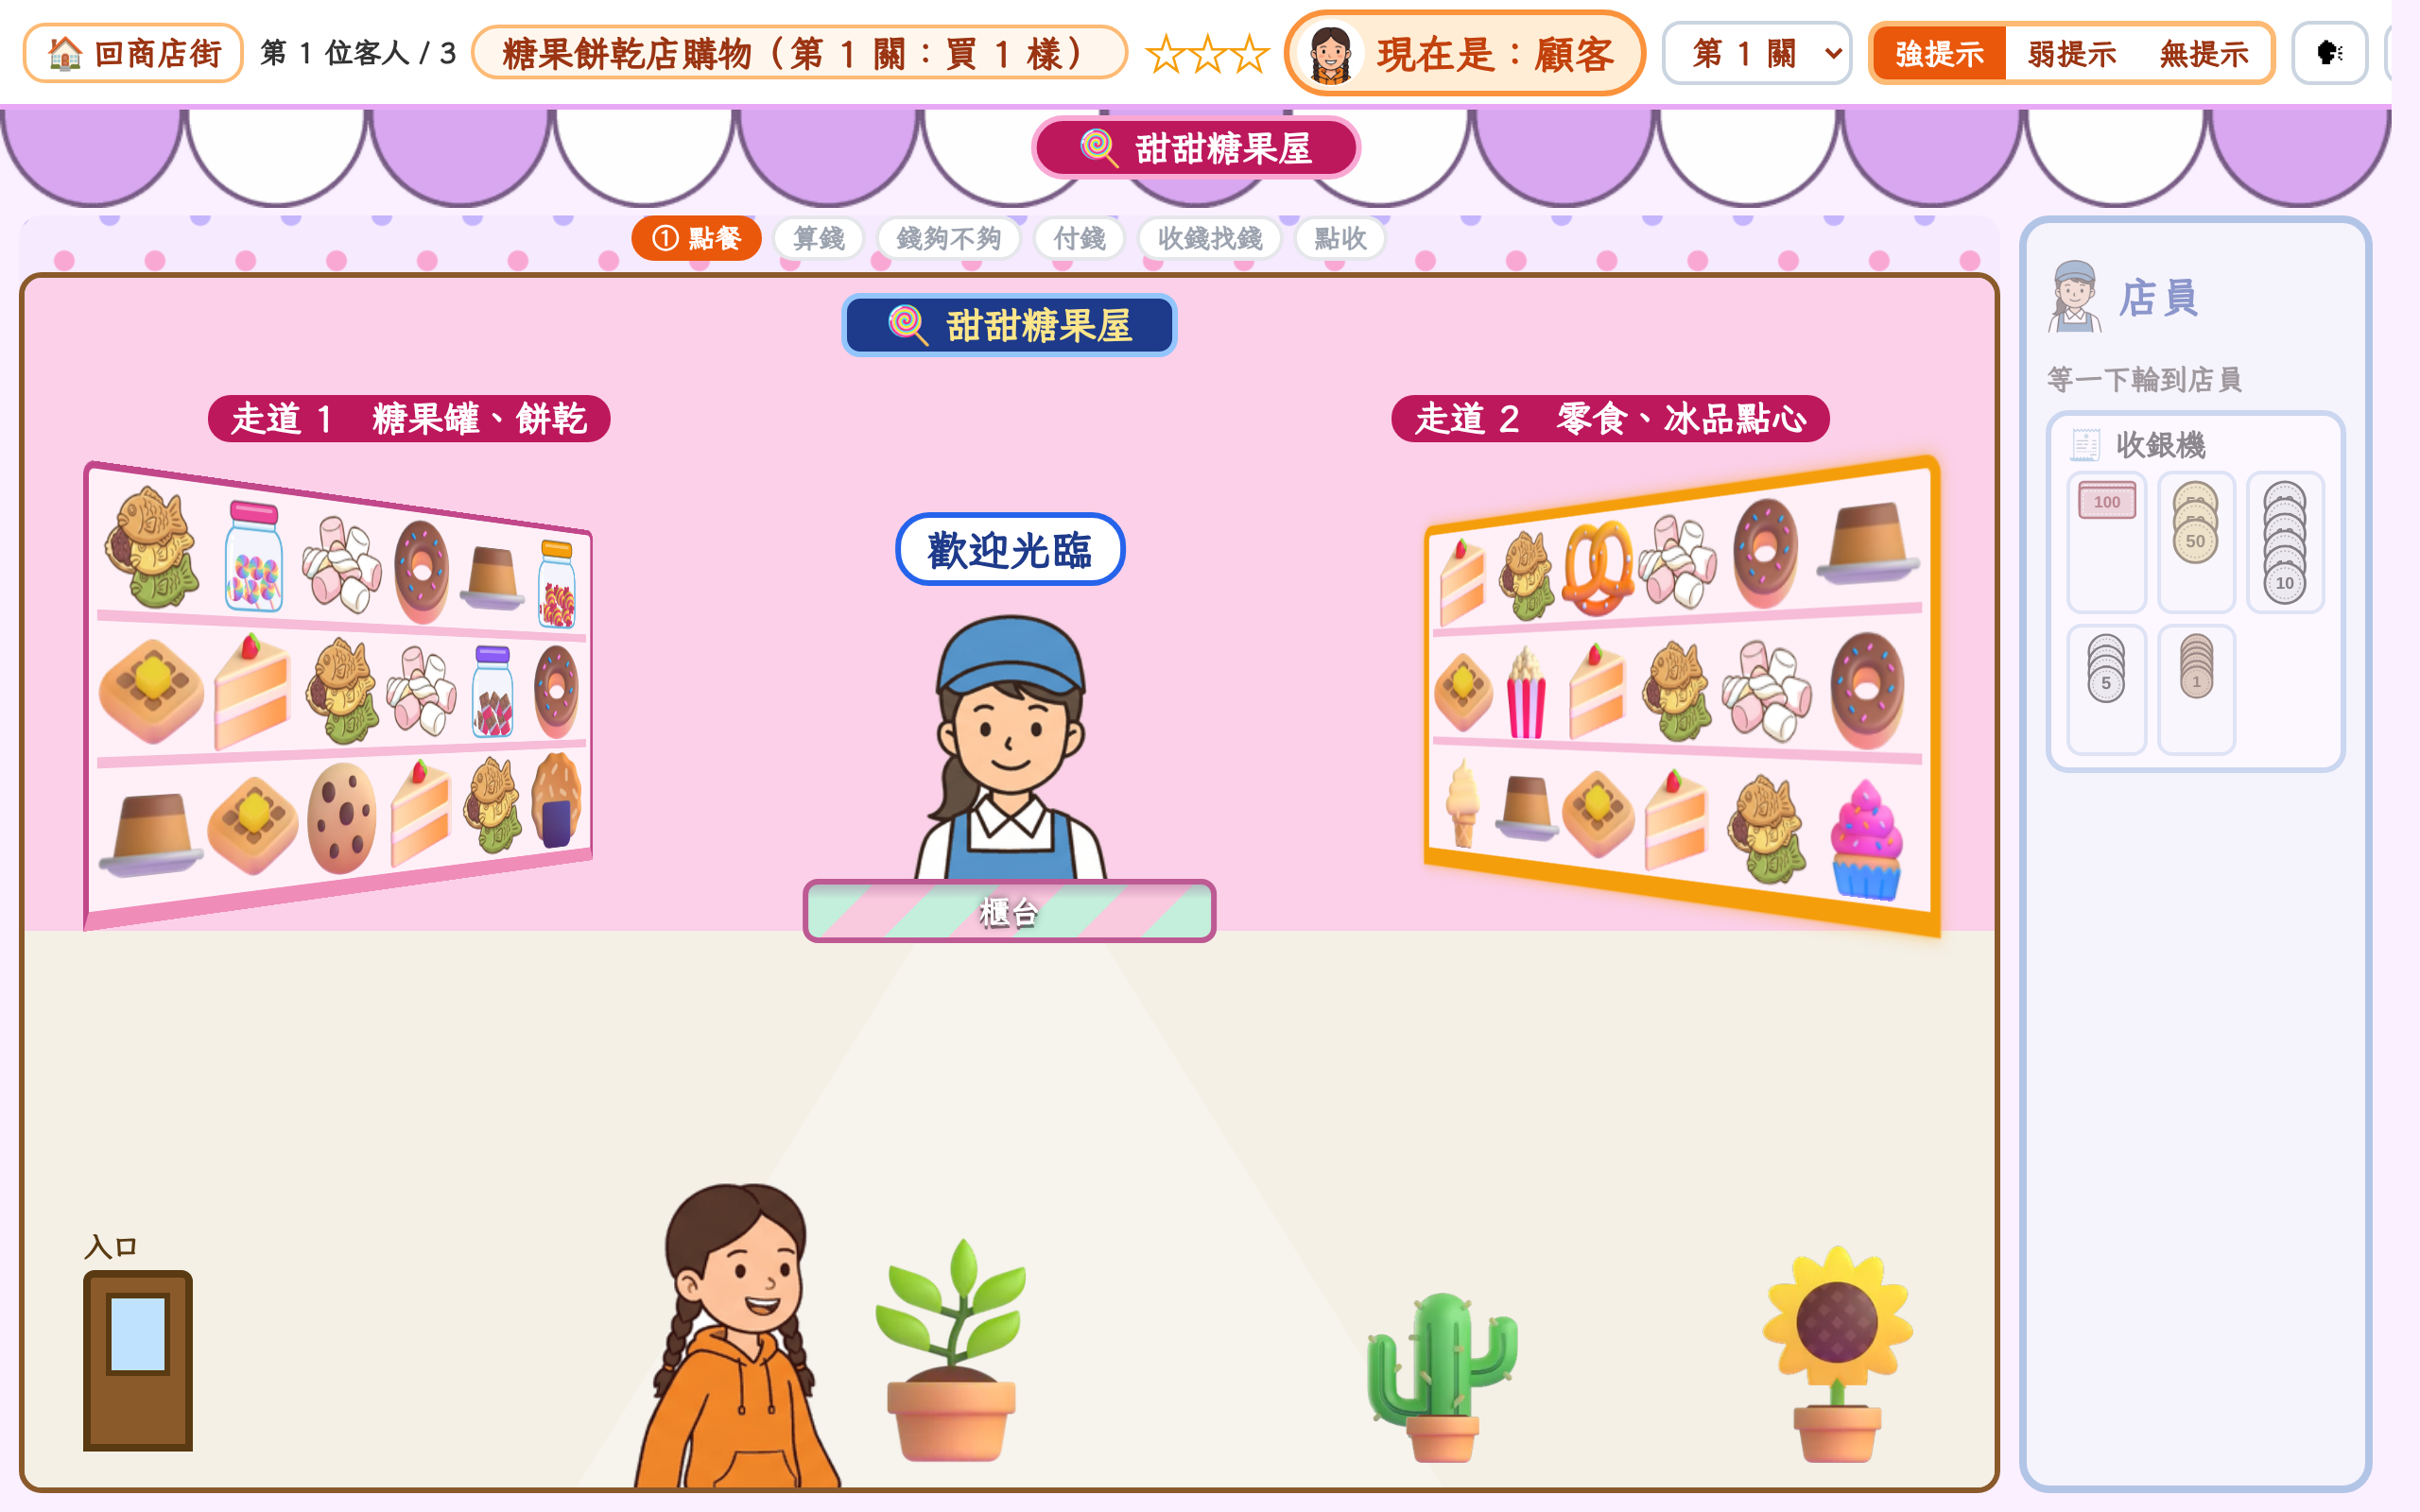 回商店街
第 1 位客人 / 3
糖果餅乾店購物（第 1 關：買 1 樣）
現在是：顧客
第 1 關
強提示
弱提示
無提示
甜甜糖果屋
① 點餐
算錢
錢夠不夠
付錢
收錢找錢
點收
甜甜糖果屋
走道 1 糖果罐、餅乾
走道 2 零食、冰品點心
歡迎光臨
櫃台
入口
店員
等一下輪到店員
收銀機
100
50
10
5
1